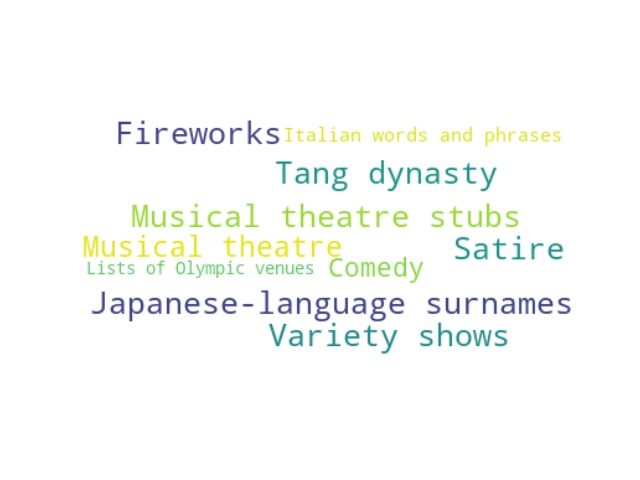 Fireworks
Italian words and phrases
Tang dynasty
Musical theatre stubs
Musical theatre
Satire
Lists of Olympic venues
Comedy
Japanese-language surnames
Variety shows